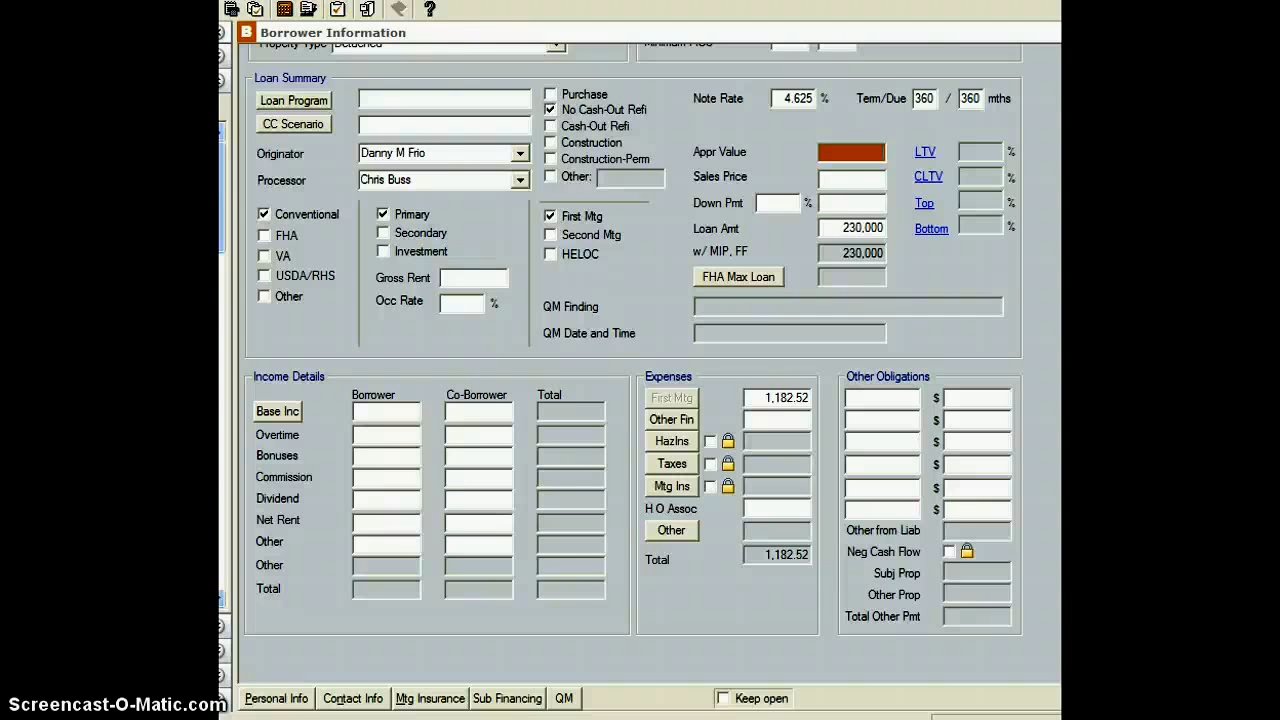 B Borrower Information
Property Type Detached
Loan Summary
Loan Program
CC Scenario
Originator Danny M Frio
Processor Chris Buss
Purchase
No Cash-Out Refi
Cash-Out Refi
Construction
Construction-Perm
Other:
Note Rate 4.625 % Term/Due 360 / 360 mths
Appr Value LTV %
Sales Price CLTV %
Down Pmt % Top %
Loan Amt 230,000 Bottom %
w/ MIP, FF 230,000
FHA Max Loan
Conventional
FHA
VA
USDA/RHS
Other
Primary
Secondary
Investment
Gross Rent
Occ Rate %
First Mtg
Second Mtg
HELOC
QM Finding
QM Date and Time
Income Details
Borrower Co-Borrower Total
Base Inc
Overtime
Bonuses
Commission
Dividend
Net Rent
Other
Other
Total
Expenses
First Mtg 1,182.52
Other Fin
HazIns
Taxes
Mtg Ins
H O Assoc
Other
Total 1,182.52
Other Obligations
$
$
$
$
$
$
Other from Liab
Neg Cash Flow
Subj Prop
Other Prop
Total Other Pmt
Personal Info Contact Info Mtg Insurance Sub Financing QM Keep open
Screencast-O-Matic.com